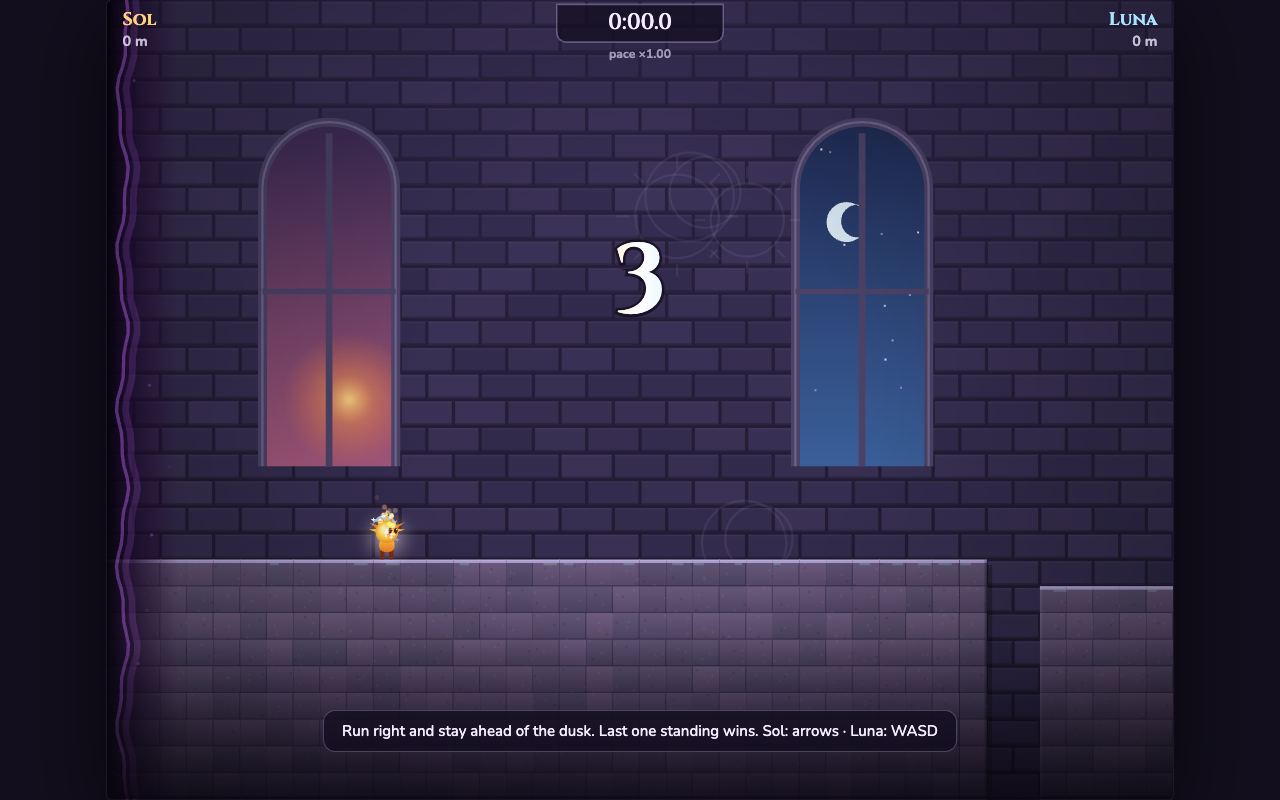 Sol
0 m
0:00.0
pace ×1.00
Luna
0 m
3
Run right and stay ahead of the dusk. Last one standing wins. Sol: arrows · Luna: WASD